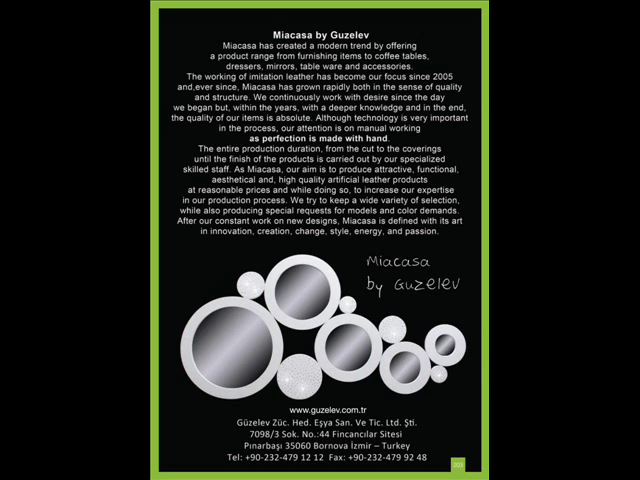 Miacasa by Guzelev
Miacasa has created a modern trend by offering
a product range from furnishing items to coffee tables,
dressers, mirrors, table ware and accessories.
The working of imitation leather has become our focus since 2005
and,ever since, Miacasa has grown rapidly both in the sense of quality
and structure. We continuously work with desire since the day
we began but, within the years, with a deeper knowledge and in the end,
the quality of our items is absolute. Although technology is very important
in the process, our attention is on manual working
as perfection is made with hand.
The entire production duration, from the cut to the coverings
until the finish of the products is carried out by our specialized
skilled staff. As Miacasa, our aim is to produce attractive, functional,
aesthetical and, high quality artificial leather products
at reasonable prices and while doing so, to increase our expertise
in our production process. We try to keep a wide variety of selection,
while also producing special requests for models and color demands.
After our constant work on new designs, Miacasa is defined with its art
in innovation, creation, change, style, energy, and passion.
Miacasa
by Guzelev
www.guzelev.com.tr
Güzelev Züc. Hed. Eşya San. Ve Tic. Ltd. Şti.
7098/3 Sok. No.:44 Fincancılar Sitesi
Pınarbaşı 35060 Bornova İzmir – Turkey
Tel: +90-232-479 12 12 Fax: +90-232-479 92 48